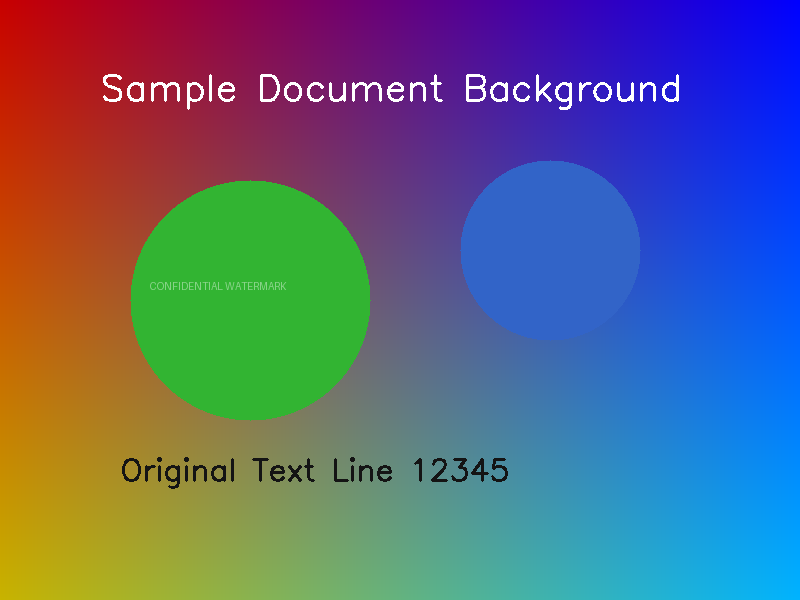 Sample Document Background
CONFIDENTIAL WATERMARK
Original Text Line 12345